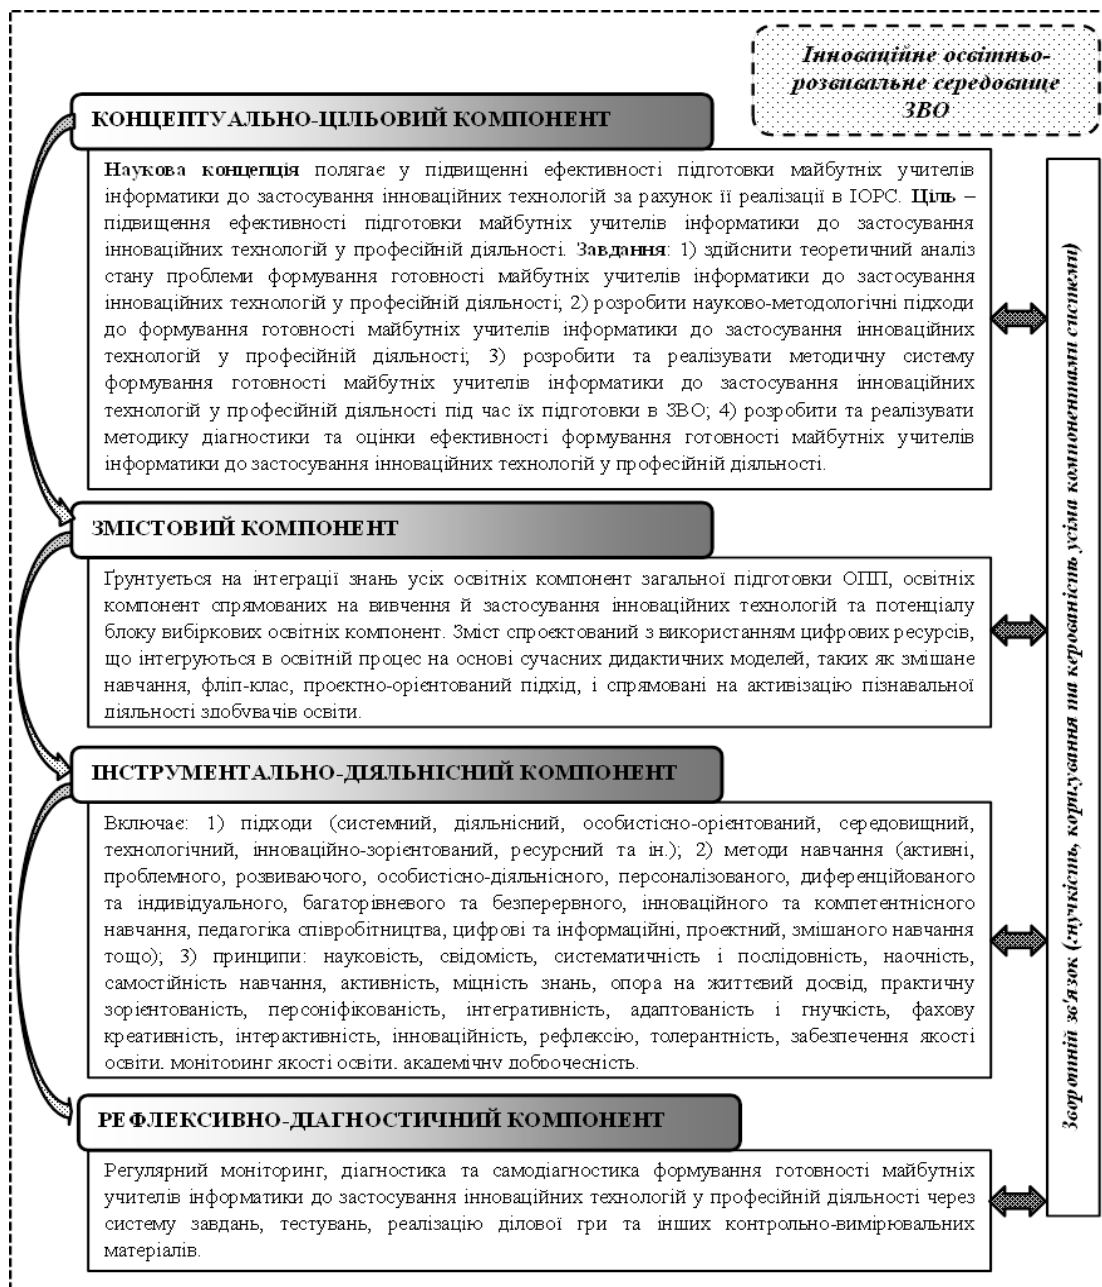 Інноваційне освітньо-
розвивальне середовище
ЗВО
КОНЦЕПТУАЛЬНО-ЦІЛЬОВИЙ КОМПОНЕНТ
Наукова концепція полягає у підвищенні ефективності підготовки майбутніх учителів
інформатики до застосування інноваційних технологій за рахунок її реалізації в ІОРС. Ціль –
підвищення ефективності підготовки майбутніх учителів інформатики до застосування
інноваційних технологій у професійній діяльності. Завдання: 1) здійснити теоретичний аналіз
стану проблеми формування готовності майбутніх учителів інформатики до застосування
інноваційних технологій у професійній діяльності; 2) розробити науково-методологічні підходи
до формування готовності майбутніх учителів інформатики до застосування інноваційних
технологій у професійній діяльності; 3) розробити та реалізувати методичну систему
формування готовності майбутніх учителів інформатики до застосування інноваційних
технологій у професійній діяльності під час їх підготовки в ЗВО; 4) розробити та реалізувати
методику діагностики та оцінки ефективності формування готовності майбутніх учителів
інформатики до застосування інноваційних технологій у професійній діяльності.
ЗМІСТОВИЙ КОМПОНЕНТ
Ґрунтується на інтеграції знань усіх освітніх компонент загальної підготовки ОПП, освітніх
компонент спрямованих на вивчення й застосування інноваційних технологій та потенціалу
блоку вибіркових освітніх компонент. Зміст спроєктований з використанням цифрових ресурсів,
що інтегруються в освітній процес на основі сучасних дидактичних моделей, таких як змішане
навчання, фліп-клас, проєктно-орієнтований підхід, і спрямовані на активізацію пізнавальної
діяльності здобувачів освіти.
ІНСТРУМЕНТАЛЬНО-ДІЯЛЬНІСНИЙ КОМПОНЕНТ
Включає: 1) підходи (системний, діяльнісний, особистісно-орієнтований, середовищний,
технологічний, інноваційно-зорієнтований, ресурсний та ін.); 2) методи навчання (активні,
проблемного, розвиваючого, особистісно-діяльнісного, персоналізованого, диференційованого
та індивідуального, багаторівневого та безперервного, інноваційного та компетентнісного
навчання, педагогіка співробітництва, цифрові та інформаційні, проектний, змішаного навчання
тощо); 3) принципи: науковість, свідомість, систематичність і послідовність, наочність,
самостійність навчання, активність, міцність знань, опора на життєвий досвід, практичну
зорієнтованість, персоніфікованість, інтегративність, адаптованість і гнучкість, фахову
креативність, інтерактивність, інноваційність, рефлексію, толерантність, забезпечення якості
освіти, моніторинг якості освіти, академічну доброчесність.
РЕФЛЕКСИВНО-ДІАГНОСТИЧНИЙ КОМПОНЕНТ
Регулярний моніторинг, діагностика та самодіагностика формування готовності майбутніх
учителів інформатики до застосування інноваційних технологій у професійній діяльності через
систему завдань, тестувань, реалізацію ділової гри та інших контрольно-вимірювальних
матеріалів.
Зворотній зв'язок (гнучкість, коригування та керованість усіма компонентами системи)